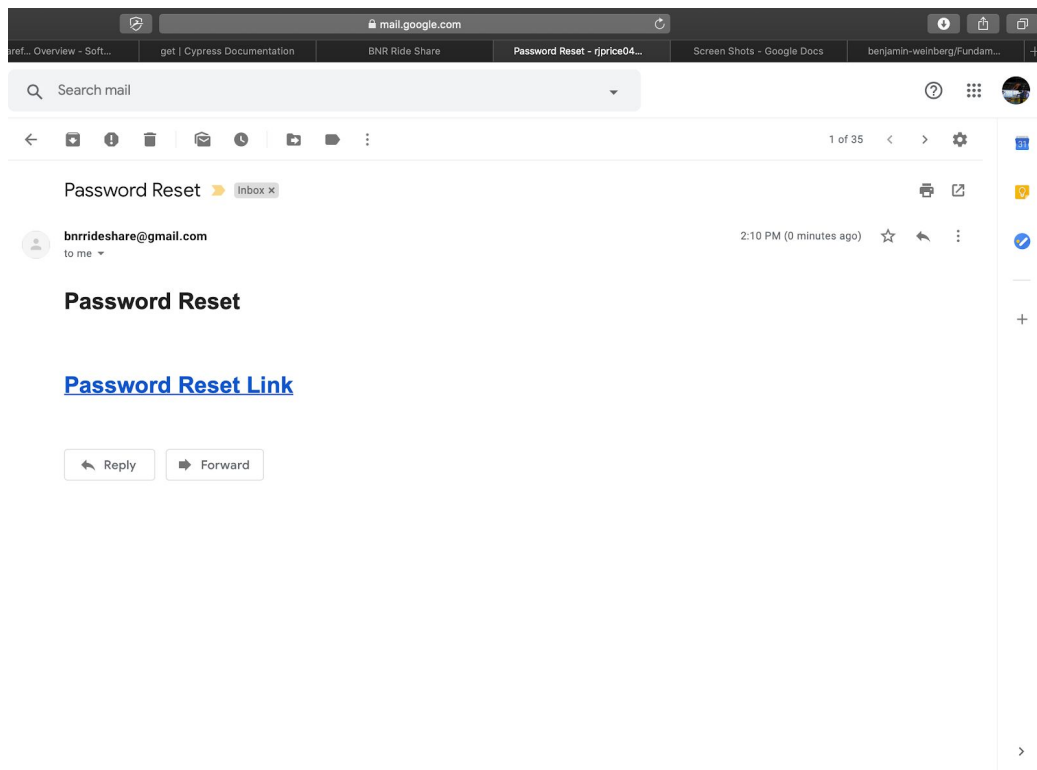 mail.google.com
aref... Overview - Soft...
get | Cypress Documentation
BNR Ride Share
Password Reset - rjprice04...
Screen Shots - Google Docs
benjamin-weinberg/Fundam...
Search mail
1 of 35
Password Reset
Inbox x
bnrrideshare@gmail.com
2:10 PM (0 minutes ago)
to me
Password Reset
Password Reset Link
Reply
Forward
31